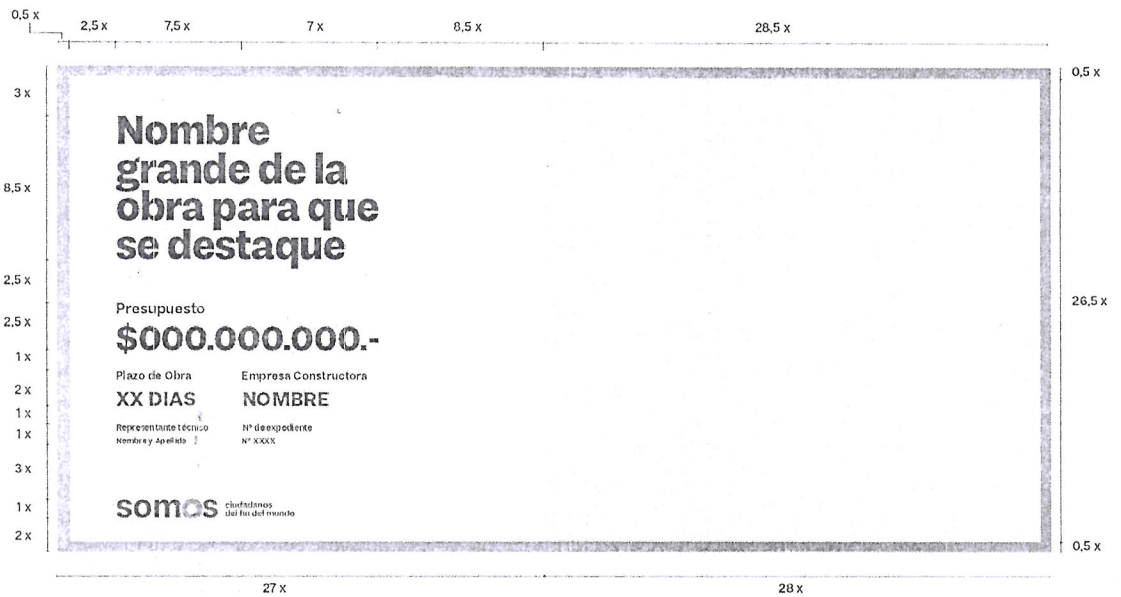 0,5 x
2,5 x 7,5 x 7 x 8,5 x 28,5 x
0,5 x
3 x
Nombre
grande de la
8,5 x
obra para que
se destaque
2,5 x
26,5 x
Presupuesto
2,5 x
$000.000.000.-
1 x
Plazo de Obra Empresa Constructora
2 x
XX DIAS NOMBRE
1 x
Representante técnico Nº de expediente
1 x
Nombre y Apellido Nº XXXX
3 x
1 x
somos ciudadanos
del fin del mundo
2 x
0,5 x
27 x 28 x